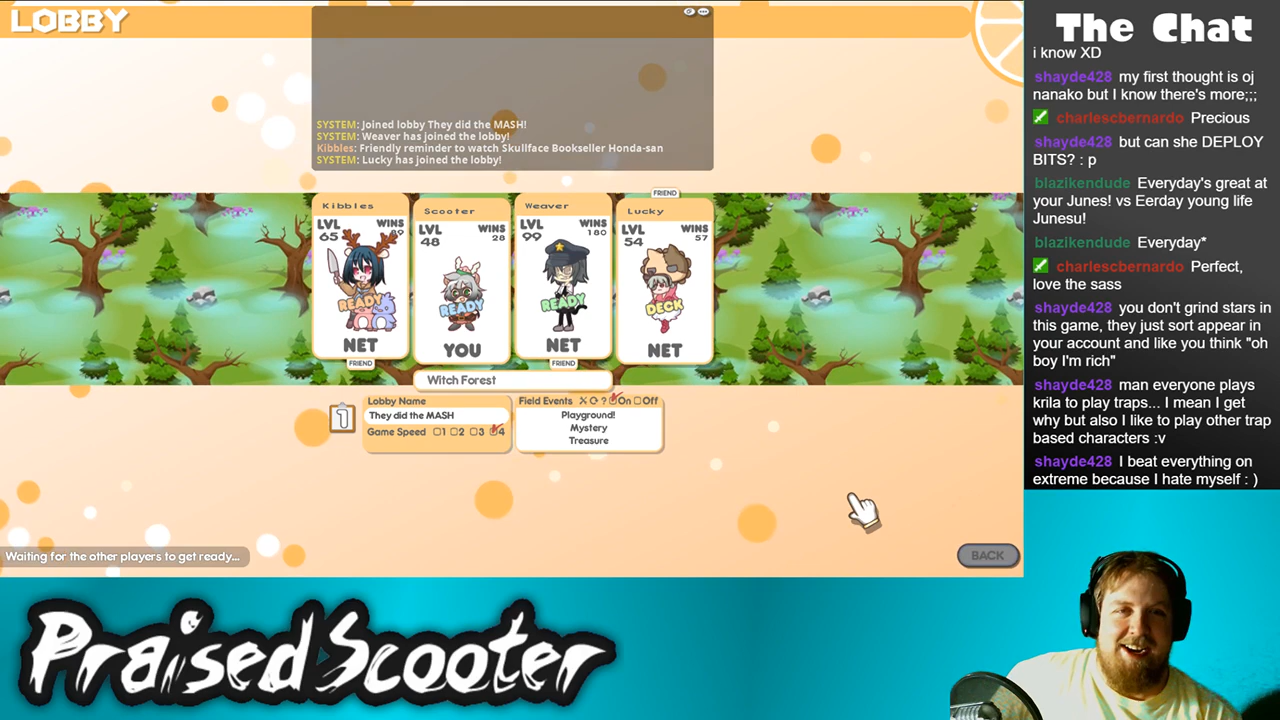 LOBBY
SYSTEM: Joined lobby They did the MASH!
SYSTEM: Weaver has joined the lobby!
Kibbles: Friendly reminder to watch Skullface Bookseller Honda-san
SYSTEM: Lucky has joined the lobby!
Kibbles
LVL WINS
65
READY
NET
FRIEND
Scooter
LVL WINS
48 28
READY
YOU
Weaver
LVL WINS
99 180
READY
NET
FRIEND
FRIEND
Lucky
LVL WINS
54 57
DECK
NET
Witch Forest
1
Lobby Name
They did the MASH
Game Speed 1 2 3 4
Field Events ? On Off
Playground!
Mystery
Treasure
Waiting for the other players to get ready...
BACK
PraisedScooter
The Chat
i know XD
shayde428 my first thought is oj
nanako but I know there's more;;;
charlescbernardo Precious
shayde428 but can she DEPLOY
BITS? : p
blazikendude Everyday's great at
your Junes! vs Eerday young life
Junesu!
blazikendude Everyday*
charlescbernardo Perfect,
love the sass
shayde428 you don't grind stars in
this game, they just sort appear in
your account and like you think "oh
boy I'm rich"
shayde428 man everyone plays
krila to play traps... I mean I get
why but also I like to play other trap
based characters :v
shayde428 I beat everything on
extreme because I hate myself : )